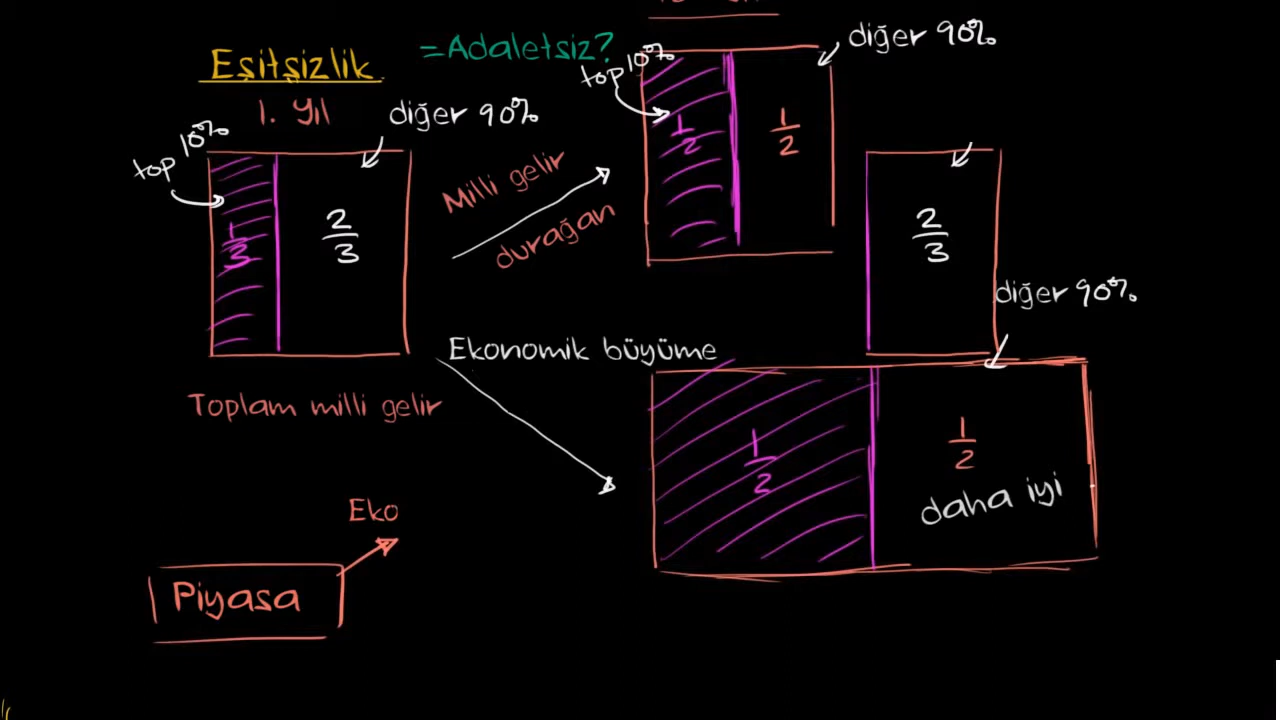 Eşitsizlik
=Adaletsiz?
1. Yıl
top 10%
diğer 90%
1/3
2/3
Toplam milli gelir
Milli gelir
durağan
top 10%
diğer 90%
1/2
1/2
2/3
diğer 90%
Ekonomik büyüme
1/2
1/2
daha iyi
Eko
Piyasa